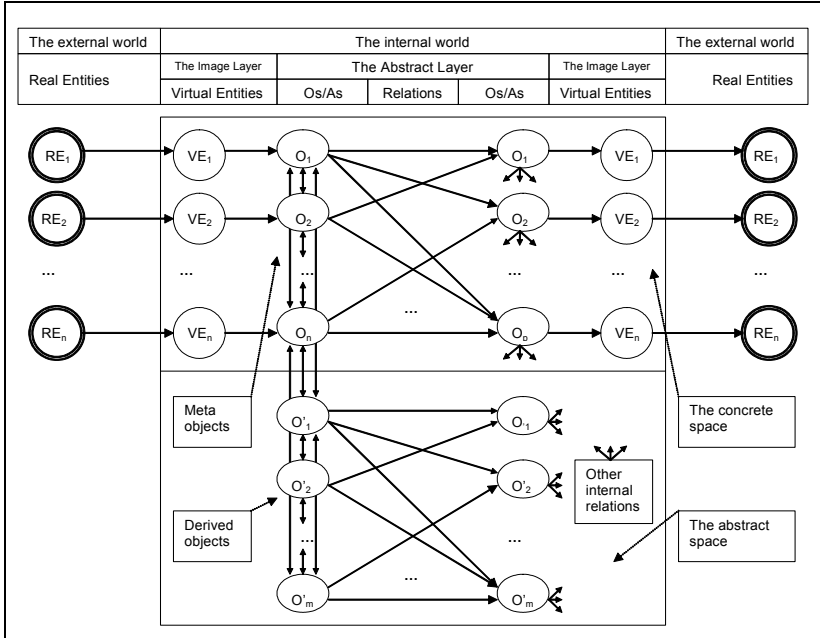 The external world The internal world The external world
Real Entities The Image Layer The Abstract Layer The Image Layer Real Entities
Virtual Entities Os/As Relations Os/As Virtual Entities
RE1 VE1 O1 O1 VE1 RE1
RE2 VE2 O2 O2 VE2 RE2
... ... ... ... ... ...
...
REn VEn On On VEn REn
Meta
objects
The concrete
space
O'1 O'1
O'2 O'2
Other
internal
relations
Derived
objects
... ...
The abstract
space
...
O'm O'm